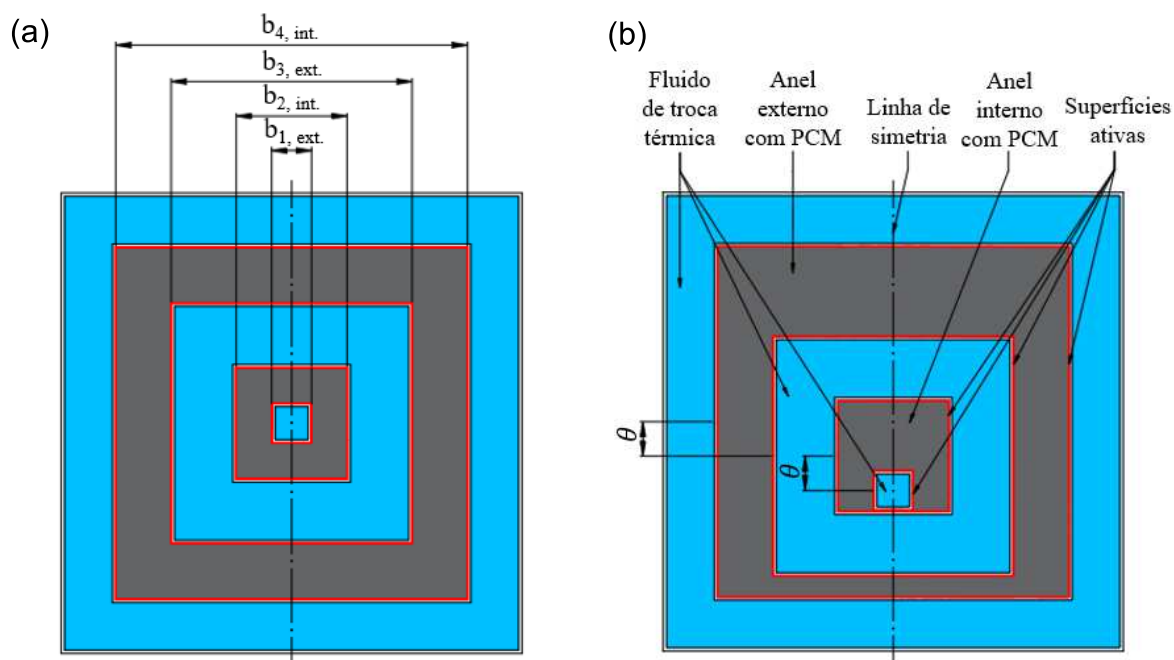 (a)
b4, int.
b3, ext.
b2, int.
b1, ext.
(b)
Fluido
de troca
térmica
Anel
externo
com PCM
Linha de
simetria
Anel
interno
com PCM
Superfícies
ativas
θ
θ